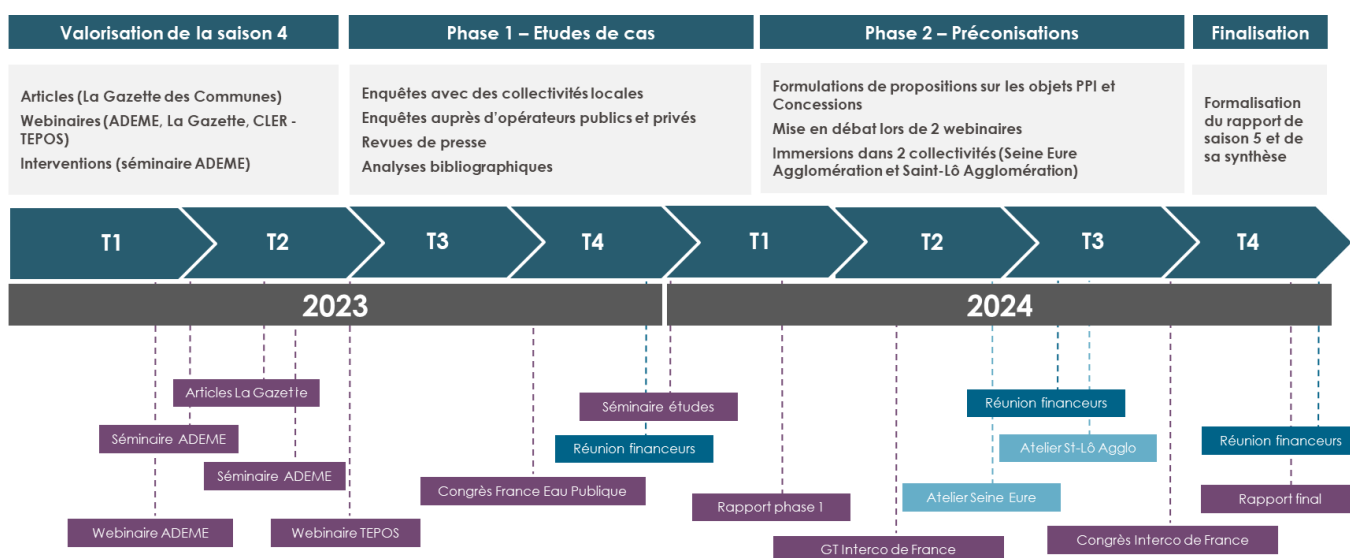 Valorisation de la saison 4
Phase 1 – Etudes de cas
Phase 2 – Préconisations
Finalisation
Articles (La Gazette des Communes)
Webinaires (ADEME, La Gazette, CLER -
TEPOS)
Interventions (séminaire ADEME)
Enquêtes avec des collectivités locales
Enquêtes auprès d'opérateurs publics et privés
Revues de presse
Analyses bibliographiques
Formulations de propositions sur les objets PPI et
Concessions
Mise en débat lors de 2 webinaires
Immersions dans 2 collectivités (Seine Eure
Agglomération et Saint-Lô Agglomération)
Formalisation
du rapport de
saison 5 et de
sa synthèse
T1
T2
T3
T4
T1
T2
T3
T4
2023
2024
Articles La Gazette
Séminaire études
Réunion financeurs
Séminaire ADEME
Réunion financeurs
Atelier St-Lô Agglo
Réunion financeurs
Séminaire ADEME
Congrès France Eau Publique
Rapport phase 1
Atelier Seine Eure
Rapport final
Webinaire ADEME
Webinaire TEPOS
GT Interco de France
Congrès Interco de France